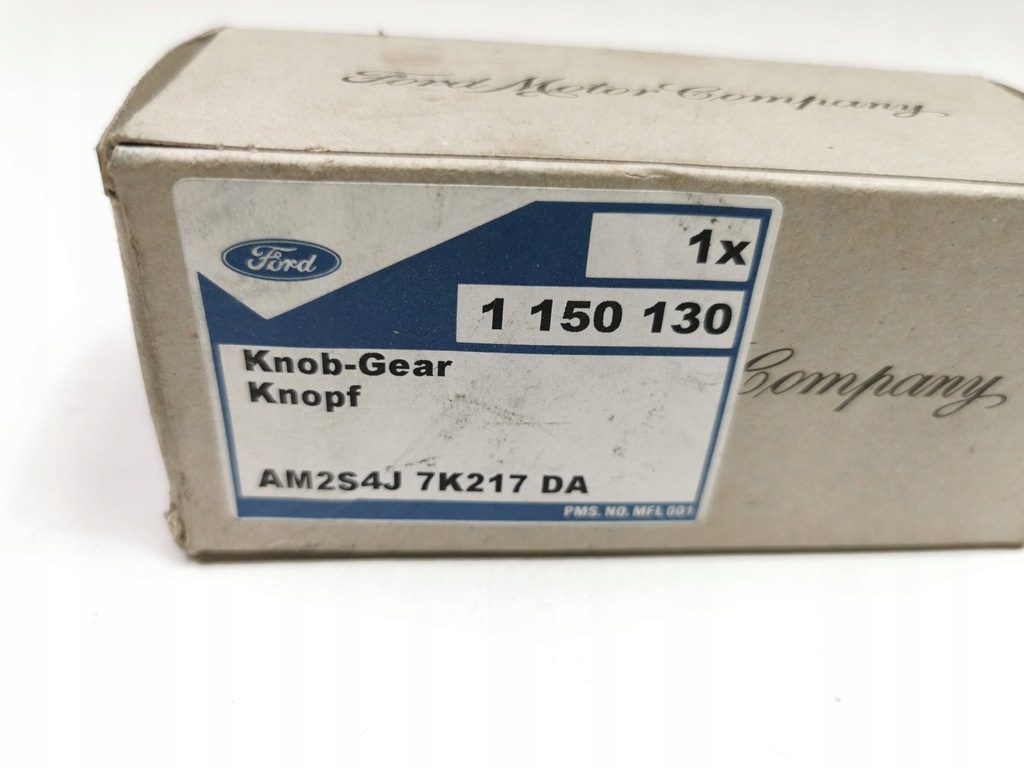 Ford Motor Company
Ford
1x
1 150 130
Knob-Gear
Knopf
Company
AM2S4J 7K217 DA
PMS. NO. MFL 001